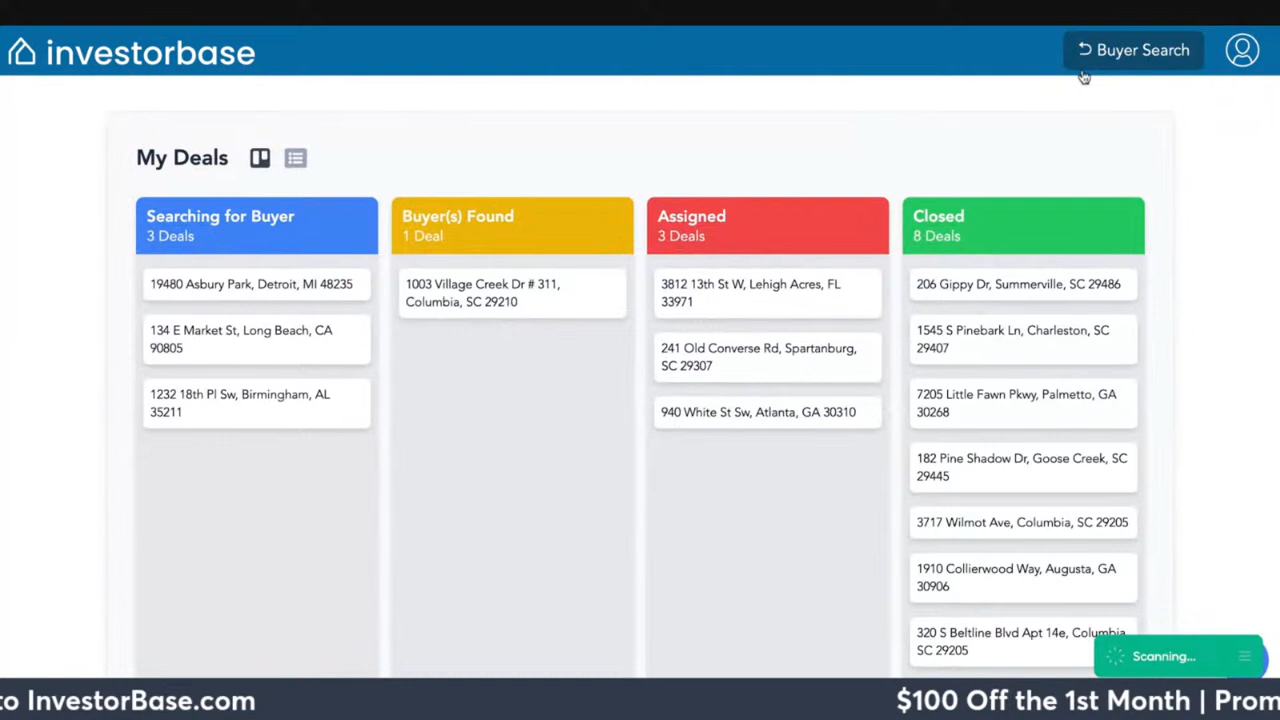 investorbase
Buyer Search
My Deals
Searching for Buyer
3 Deals
19480 Asbury Park, Detroit, MI 48235
134 E Market St, Long Beach, CA
90805
1232 18th Pl Sw, Birmingham, AL
35211
Buyer(s) Found
1 Deal
1003 Village Creek Dr # 311,
Columbia, SC 29210
Assigned
3 Deals
3812 13th St W, Lehigh Acres, FL
33971
241 Old Converse Rd, Spartanburg,
SC 29307
940 White St Sw, Atlanta, GA 30310
Closed
8 Deals
206 Gippy Dr, Summerville, SC 29486
1545 S Pinebark Ln, Charleston, SC
29407
7205 Little Fawn Pkwy, Palmetto, GA
30268
182 Pine Shadow Dr, Goose Creek, SC
29445
3717 Wilmot Ave, Columbia, SC 29205
1910 Collierwood Way, Augusta, GA
30906
320 S Beltline Blvd Apt 14e, Columbia,
SC 29205
Scanning...
to InvestorBase.com
$100 Off the 1st Month | Prom